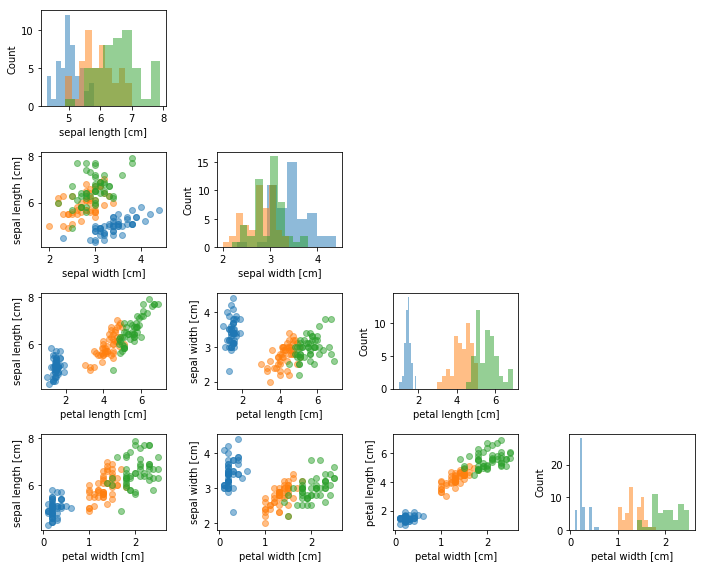 10
5
0
Count
5 6 7 8
sepal length [cm]
8
6
sepal length [cm]
2 3 4
sepal width [cm]
15
10
5
0
Count
2 3 4
sepal width [cm]
8
6
sepal length [cm]
2 4 6
petal length [cm]
4
3
2
sepal width [cm]
2 4 6
petal length [cm]
10
5
0
Count
2 4 6
petal length [cm]
8
6
sepal length [cm]
0 1 2
petal width [cm]
4
3
2
sepal width [cm]
0 1 2
petal width [cm]
6
4
2
petal length [cm]
0 1 2
petal width [cm]
20
10
0
Count
0 1 2
petal width [cm]